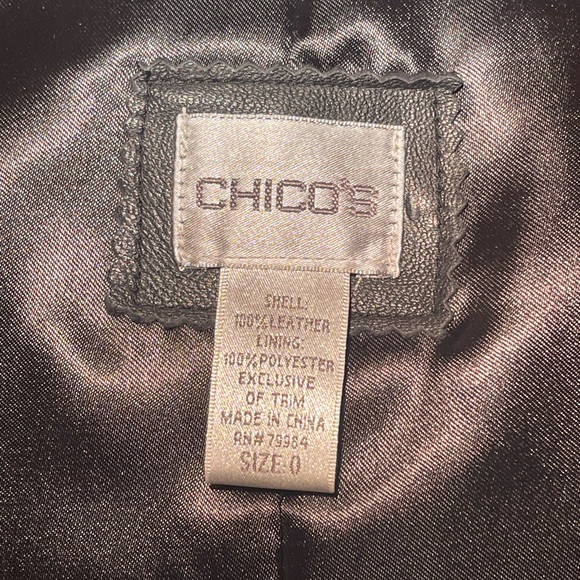 CHICO'S
SHELL:
100% LEATHER
LINING:
100% POLYESTER
EXCLUSIVE
OF TRIM
MADE IN CHINA
RN# 79984
SIZE: 0